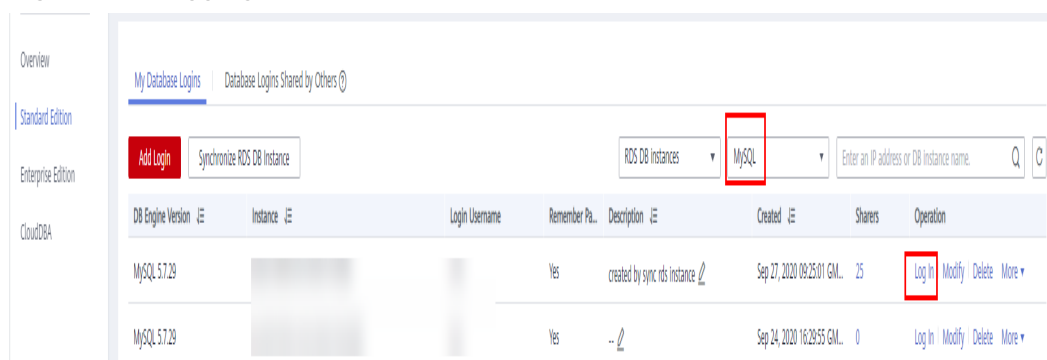 Overview
Standard Edition
Enterprise Edition
CloudDBA
My Database Logins Database Logins Shared by Others ?
Add Login Synchronize RDS DB Instance RDS DB Instances MySQL Enter an IP address or DB instance name.
DB Engine Version Instance Login Username Remember Pa... Description Created Sharers Operation
MySQL 5.7.29 Yes created by sync rds instance Sep 27, 2020 09:25:01 GM... 25 Log In Modify Delete More
MySQL 5.7.29 Yes -- Sep 24, 2020 16:29:55 GM... 0 Log In Modify Delete More